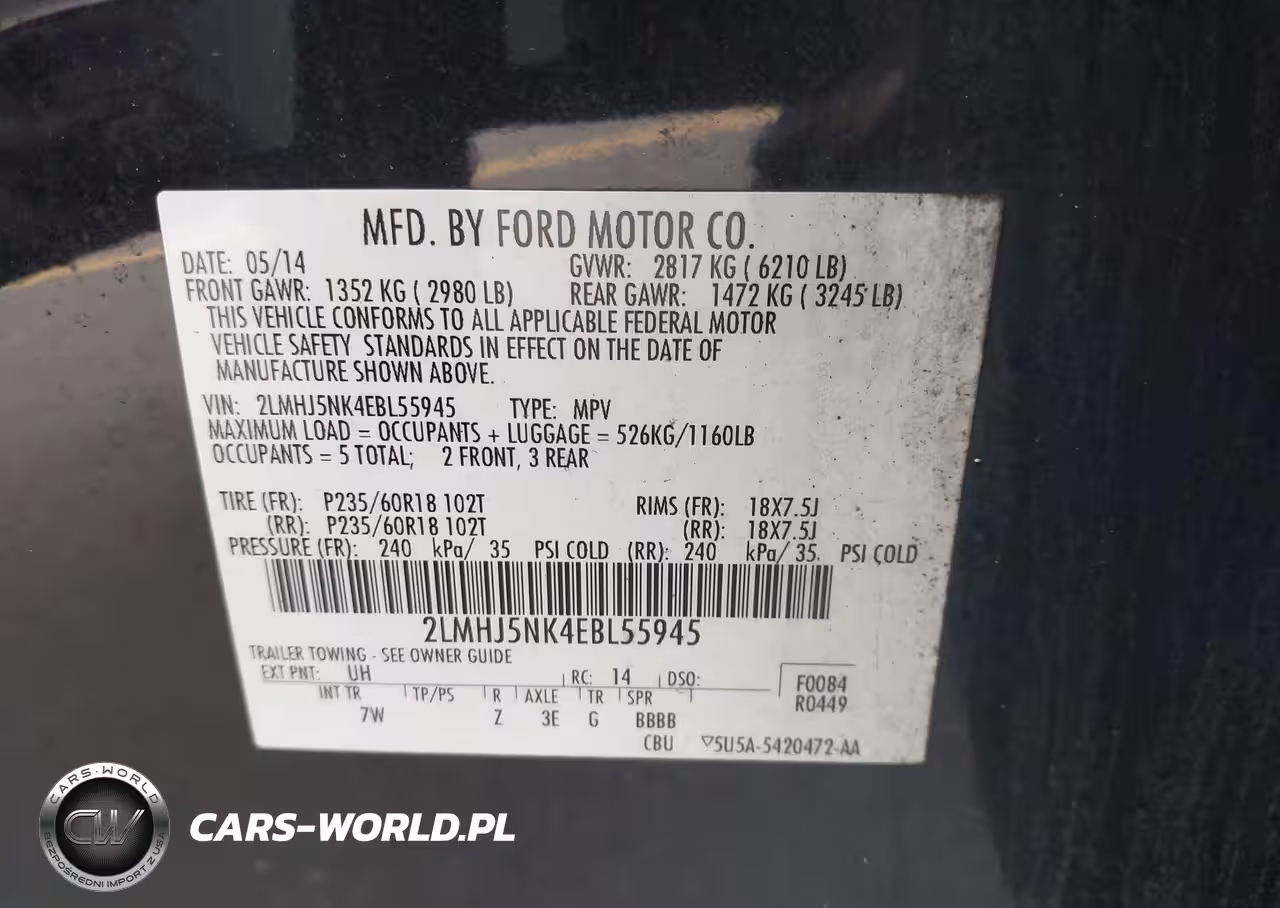 MFD. BY FORD MOTOR CO.
DATE: 05/14 GVWR: 2817 KG ( 6210 LB)
FRONT GAWR: 1352 KG ( 2980 LB) REAR GAWR: 1472 KG ( 3245 LB)
THIS VEHICLE CONFORMS TO ALL APPLICABLE FEDERAL MOTOR
VEHICLE SAFETY STANDARDS IN EFFECT ON THE DATE OF
MANUFACTURE SHOWN ABOVE.
VIN: 2LMHJ5NK4EBL55945 TYPE: MPV
MAXIMUM LOAD = OCCUPANTS + LUGGAGE = 526KG/1160LB
OCCUPANTS = 5 TOTAL; 2 FRONT, 3 REAR
TIRE (FR): P235/60R18 102T RIMS (FR): 18X7.5J
(RR): P235/60R18 102T (RR): 18X7.5J
PRESSURE (FR): 240 kPa/ 35 PSI COLD (RR): 240 kPa/ 35 PSI COLD
2LMHJ5NK4EBL55945
TRAILER TOWING - SEE OWNER GUIDE
EXT PNT: UH RC: 14 DSO:
INT TR TP/PS R AXLE TR SPR
7W Z 3E G BBBB
F0084
R0449
CBU ▽5U5A-5420472-AA
CARS-WORLD
CW
BEZPOŚREDNI IMPORT Z USA
CARS-WORLD.PL